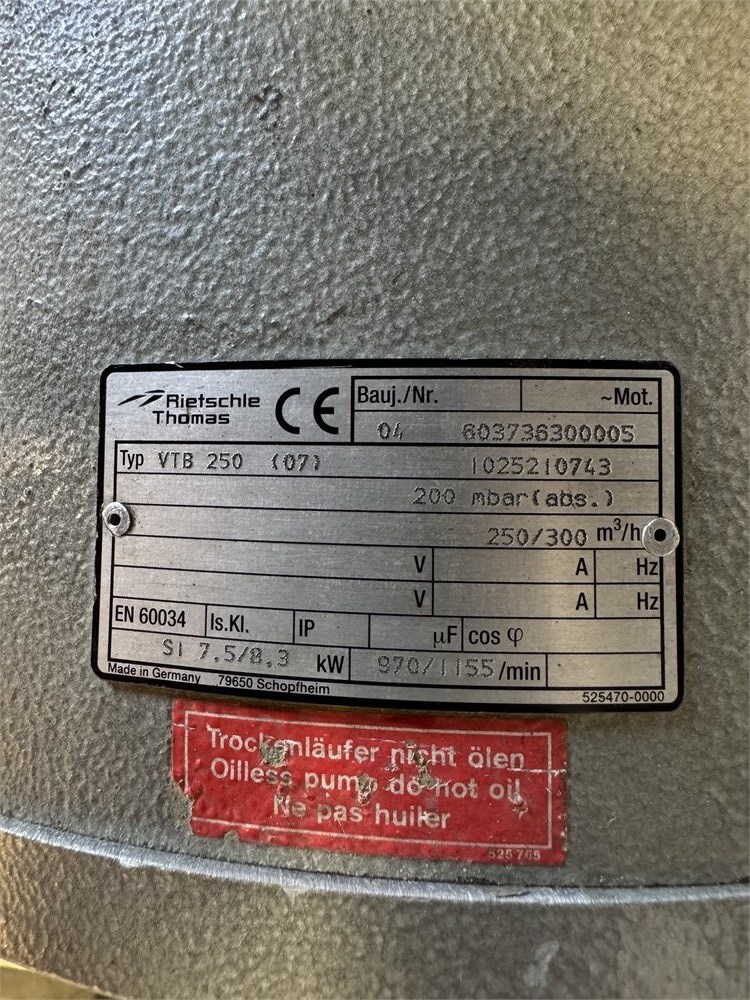 Rietschle
Thomas
CE
Bauj./Nr. ~Mot.
04 603736300005
Typ VTB 250 (07) 1025210743
200 mbar(abs.)
250/300 m³/h
V A Hz
V A Hz
EN 60034 Is.Kl. IP µF cos φ
SI 7.5/8.3 kW 970/1155 /min
Made in Germany 79650 Schopfheim 525470-0000
Trockenläufer nicht ölen
Oilless pump do not oil
Ne pas huiler
525 765